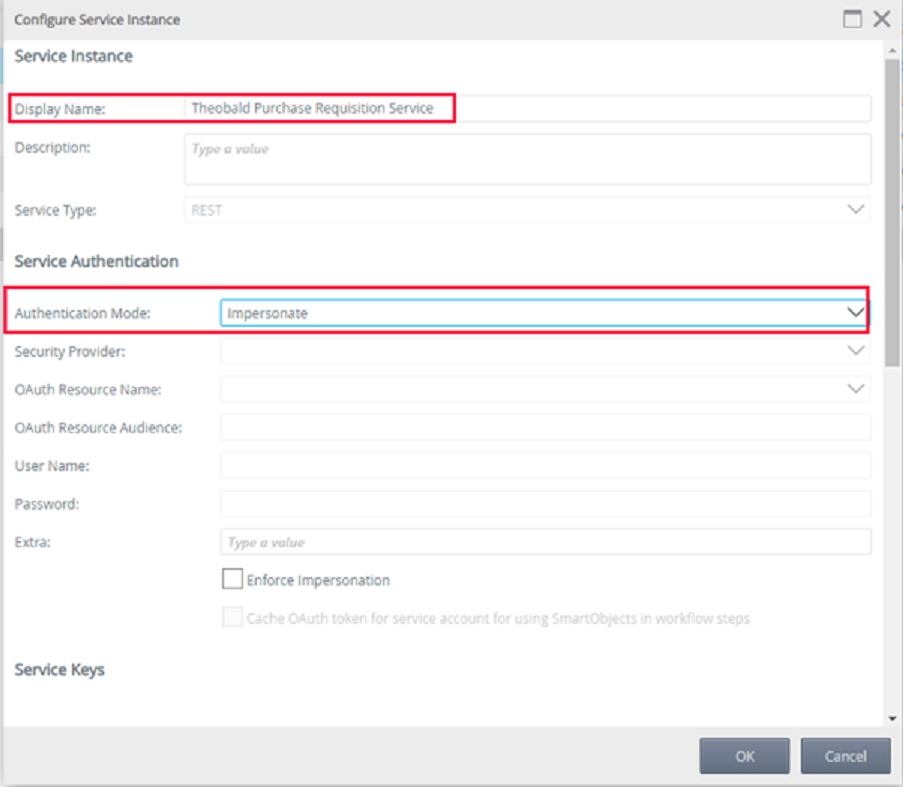 Configure Service Instance
Service Instance
Display Name: Theobald Purchase Requisition Service
Description: Type a value
Service Type: REST
Service Authentication
Authentication Mode: Impersonate
Security Provider:
OAuth Resource Name:
OAuth Resource Audience:
User Name:
Password:
Extra: Type a value
Enforce Impersonation
Cache OAuth token for service account for using SmartObjects in workflow steps
Service Keys
OK Cancel